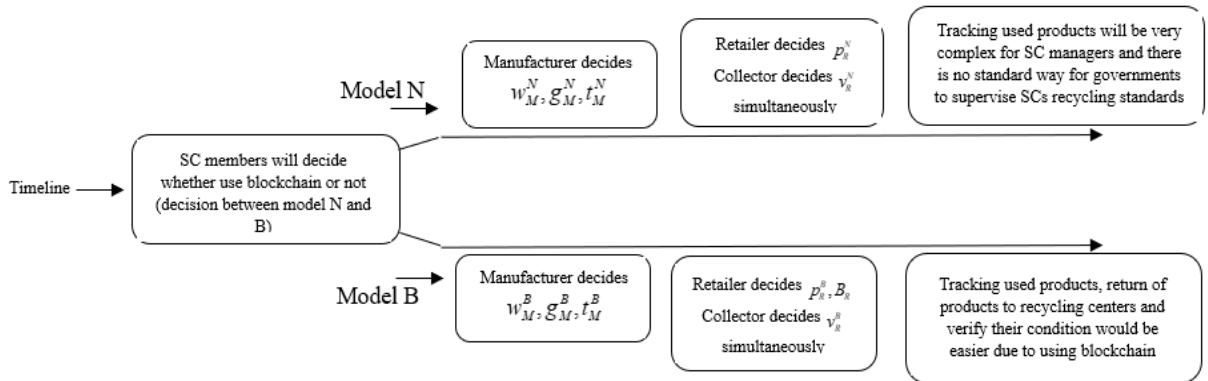 Timeline
SC members will decide
whether use blockchain or not
(decision between model N and
B)
Model N
Manufacturer decides
w_M^N, g_M^N, t_M^N
Retailer decides p_R^N
Collector decides v_R^N
simultaneously
Tracking used products will be very
complex for SC managers and there
is no standard way for governments
to supervise SCs recycling standards
Model B
Manufacturer decides
w_M^B, g_M^B, t_M^B
Retailer decides p_R^B, B_R
Collector decides v_R^B
simultaneously
Tracking used products, return of
products to recycling centers and
verify their condition would be
easier due to using blockchain